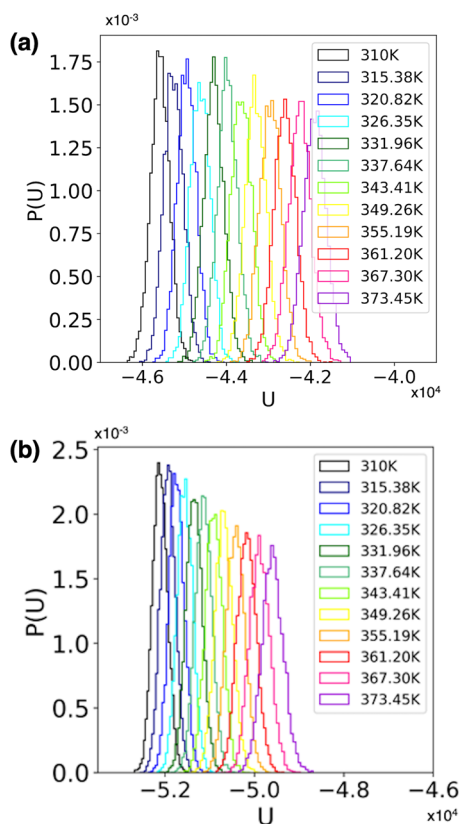 (a)
x10⁻³
1.75
1.50
1.25
1.00
0.75
0.50
0.25
0.00
P(U)
310K
315.38K
320.82K
326.35K
331.96K
337.64K
343.41K
349.26K
355.19K
361.20K
367.30K
373.45K
−4.6 −4.4 −4.2 −4.0
U
x10⁴
(b)
x10⁻³
2.5
2.0
1.5
1.0
0.5
0.0
P(U)
310K
315.38K
320.82K
326.35K
331.96K
337.64K
343.41K
349.26K
355.19K
361.20K
367.30K
373.45K
−5.2 −5.0 −4.8 −4.6
U
x10⁴